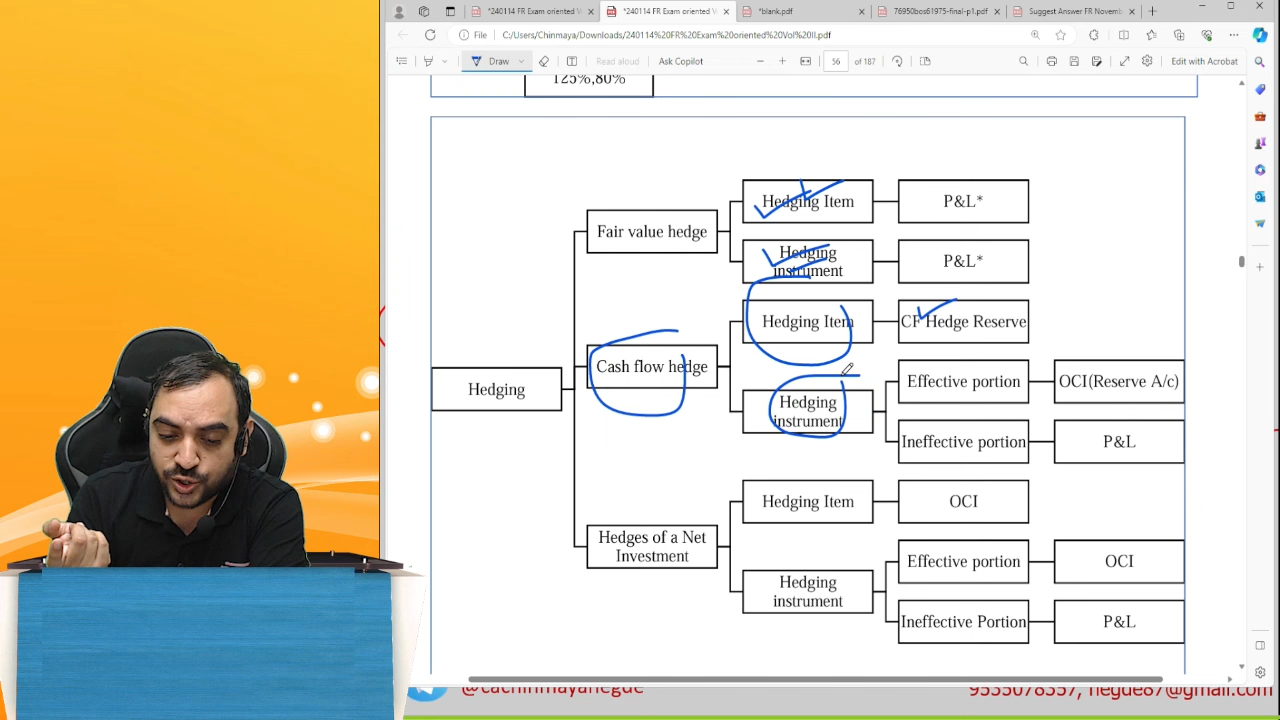 *240114 FR Exam oriented V
*240114 FR Exam oriented V
*blank.pdf
76950bos61975-final-p1.pdf
Suggest Answer FR Novemb
File
C:/Users/Chinmaya/Downloads/240114%20FR%20Exam%20oriented%20Vol%20II.pdf
Draw
Read aloud
Ask Copilot
56
of 187
Edit with Acrobat
125%,80%
Hedging
Fair value hedge
Hedging Item
P&L*
Hedging
instrument
P&L*
Cash flow hedge
Hedging Item
CF Hedge Reserve
Hedging
instrument
Effective portion
OCI(Reserve A/c)
Ineffective portion
P&L
Hedges of a Net
Investment
Hedging Item
OCI
Hedging
instrument
Effective portion
OCI
Ineffective Portion
P&L
@cachinmayahegde
9535078357, hegde87@gmail.com